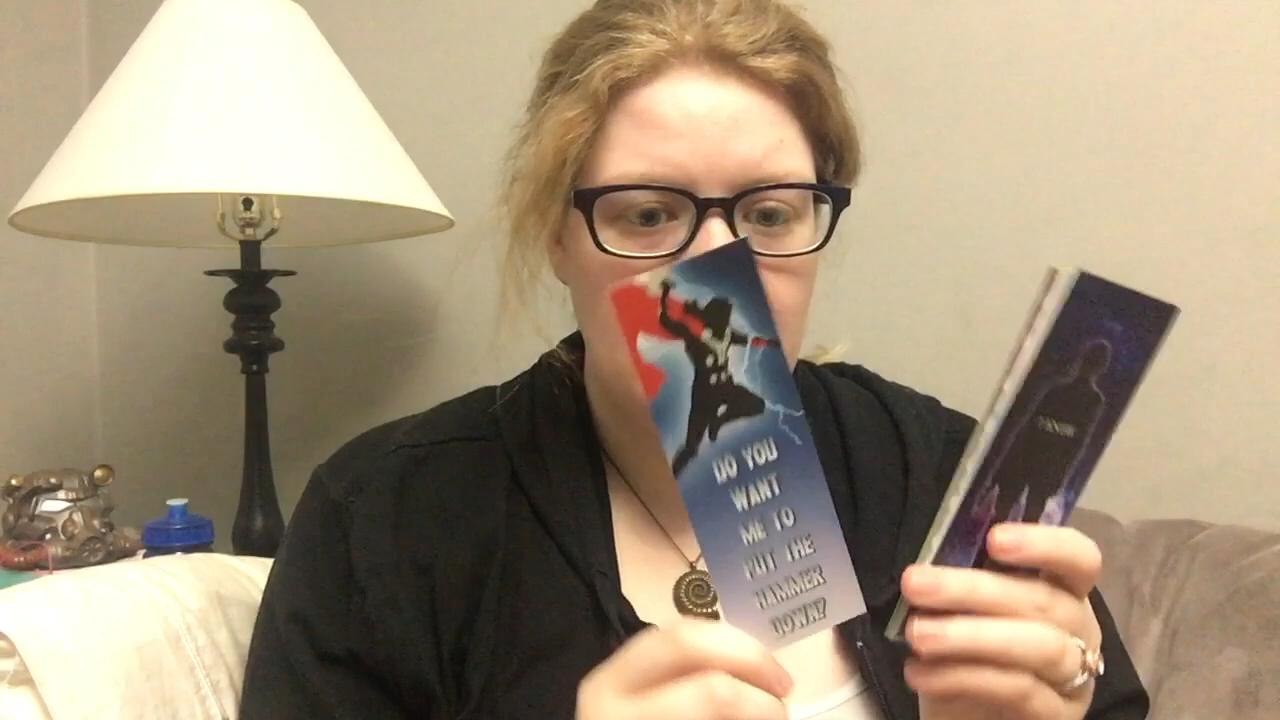 DO YOU
WANT
ME TO
PUT THE
HAMMER
DOWN?